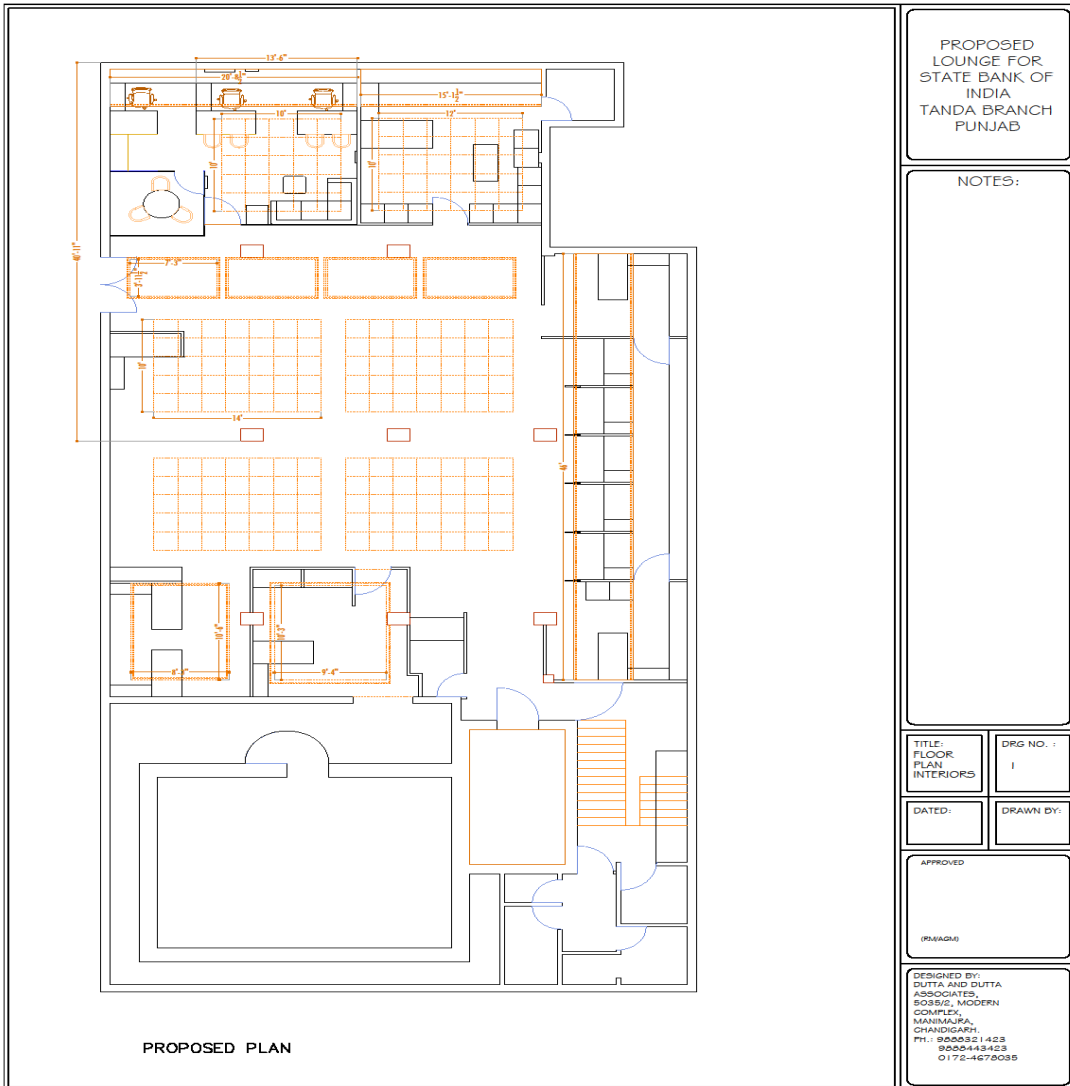 13'-6"
20'-8½"
15'-1½"
10'
12'
10'
10'
40'-11"
7'-3"
10'
14'
46'
8'-4"
9'-4"
PROPOSED PLAN
PROPOSED
LOUNGE FOR
STATE BANK OF
INDIA
TANDA BRANCH
PUNJAB
NOTES:
TITLE:
FLOOR
PLAN
INTERIORS
DRG NO. :
1
DATED:
DRAWN BY:
APPROVED
(RM/AGM)
DESIGNED BY:
DUTTA AND DUTTA
ASSOCIATES,
5035/2, MODERN
COMPLEX,
MANIMAJRA,
CHANDIGARH.
PH.: 9888321423
9888443423
0172-4678035